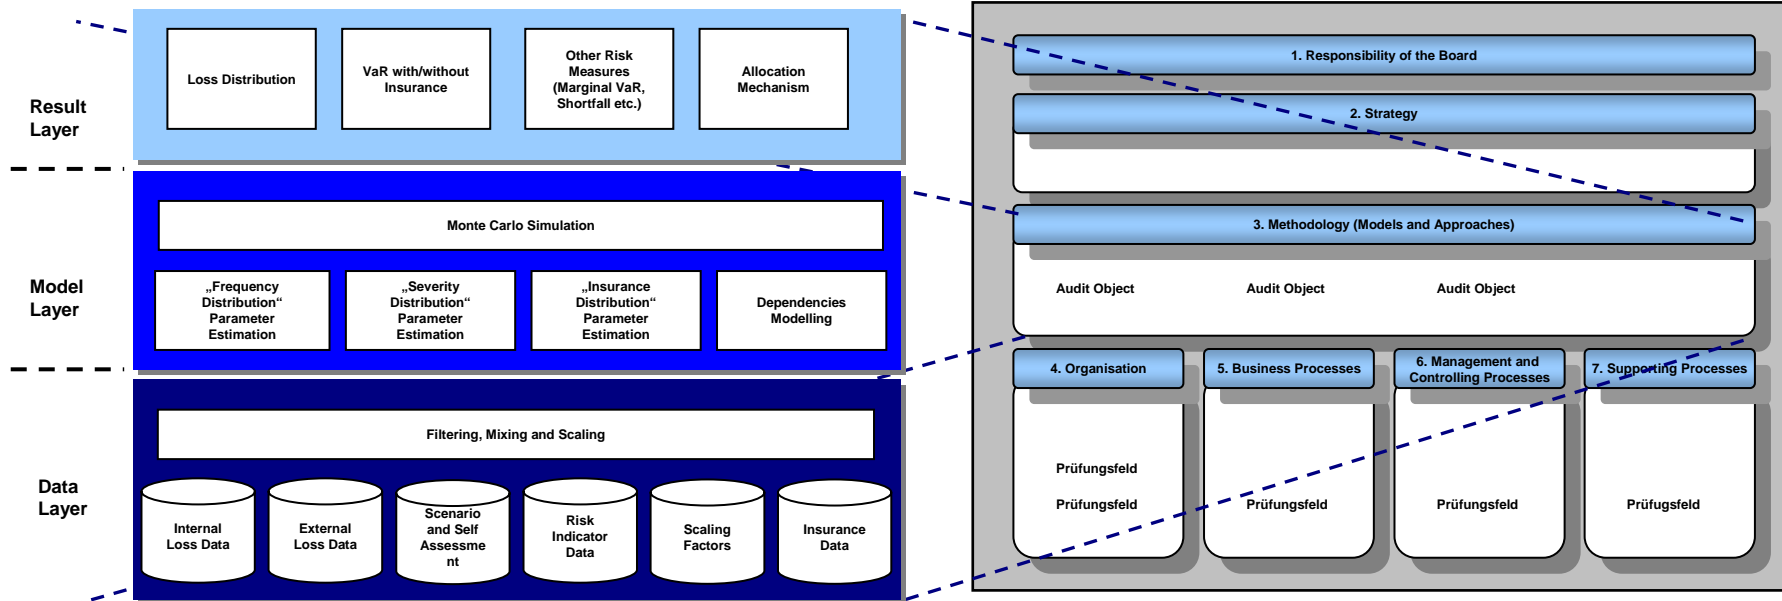 Result
Layer
Loss Distribution
VaR with/without
Insurance
Other Risk
Measures
(Marginal VaR,
Shortfall etc.)
Allocation
Mechanism
Model
Layer
Monte Carlo Simulation
„Frequency
Distribution“
Parameter
Estimation
„Severity
Distribution“
Parameter
Estimation
„Insurance
Distribution“
Parameter
Estimation
Dependencies
Modelling
Data
Layer
Filtering, Mixing and Scaling
Internal
Loss Data
External
Loss Data
Scenario
and Self
Assessme
nt
Risk
Indicator
Data
Scaling
Factors
Insurance
Data
1. Responsibility of the Board
2. Strategy
3. Methodology (Models and Approaches)
Audit Object
Audit Object
Audit Object
4. Organisation
5. Business Processes
6. Management and
Controlling Processes
7. Supporting Processes
Prüfungsfeld
Prüfungsfeld
Prüfungsfeld
Prüfungsfeld
Prüfugsfeld